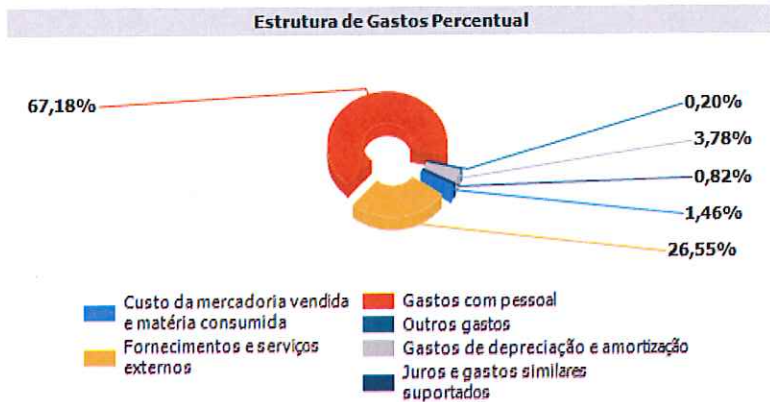 Estrutura de Gastos Percentual
67,18%
0,20%
3,78%
0,82%
1,46%
26,55%
Custo da mercadoria vendida
e matéria consumida
Fornecimentos e serviços
externos
Gastos com pessoal
Outros gastos
Gastos de depreciação e amortização
Juros e gastos similares
suportados